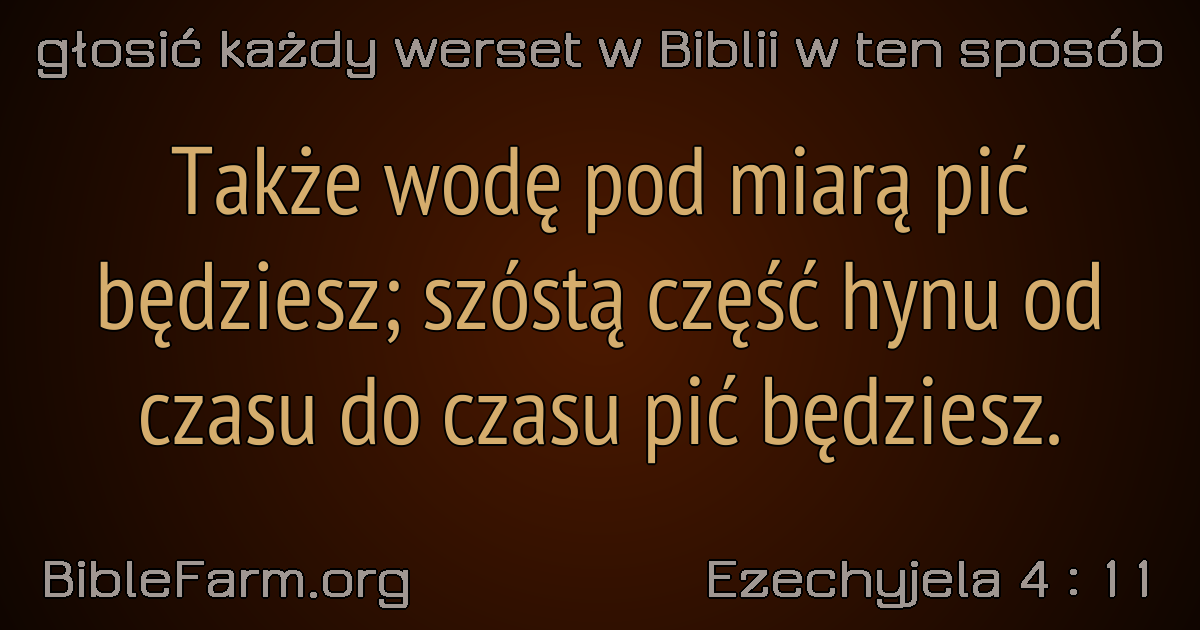 głosić każdy werset w Biblii w ten sposób
Także wodę pod miarą pić
będziesz; szóstą część hynu od
czasu do czasu pić będziesz.
BibleFarm.org
Ezechyjela 4 : 11